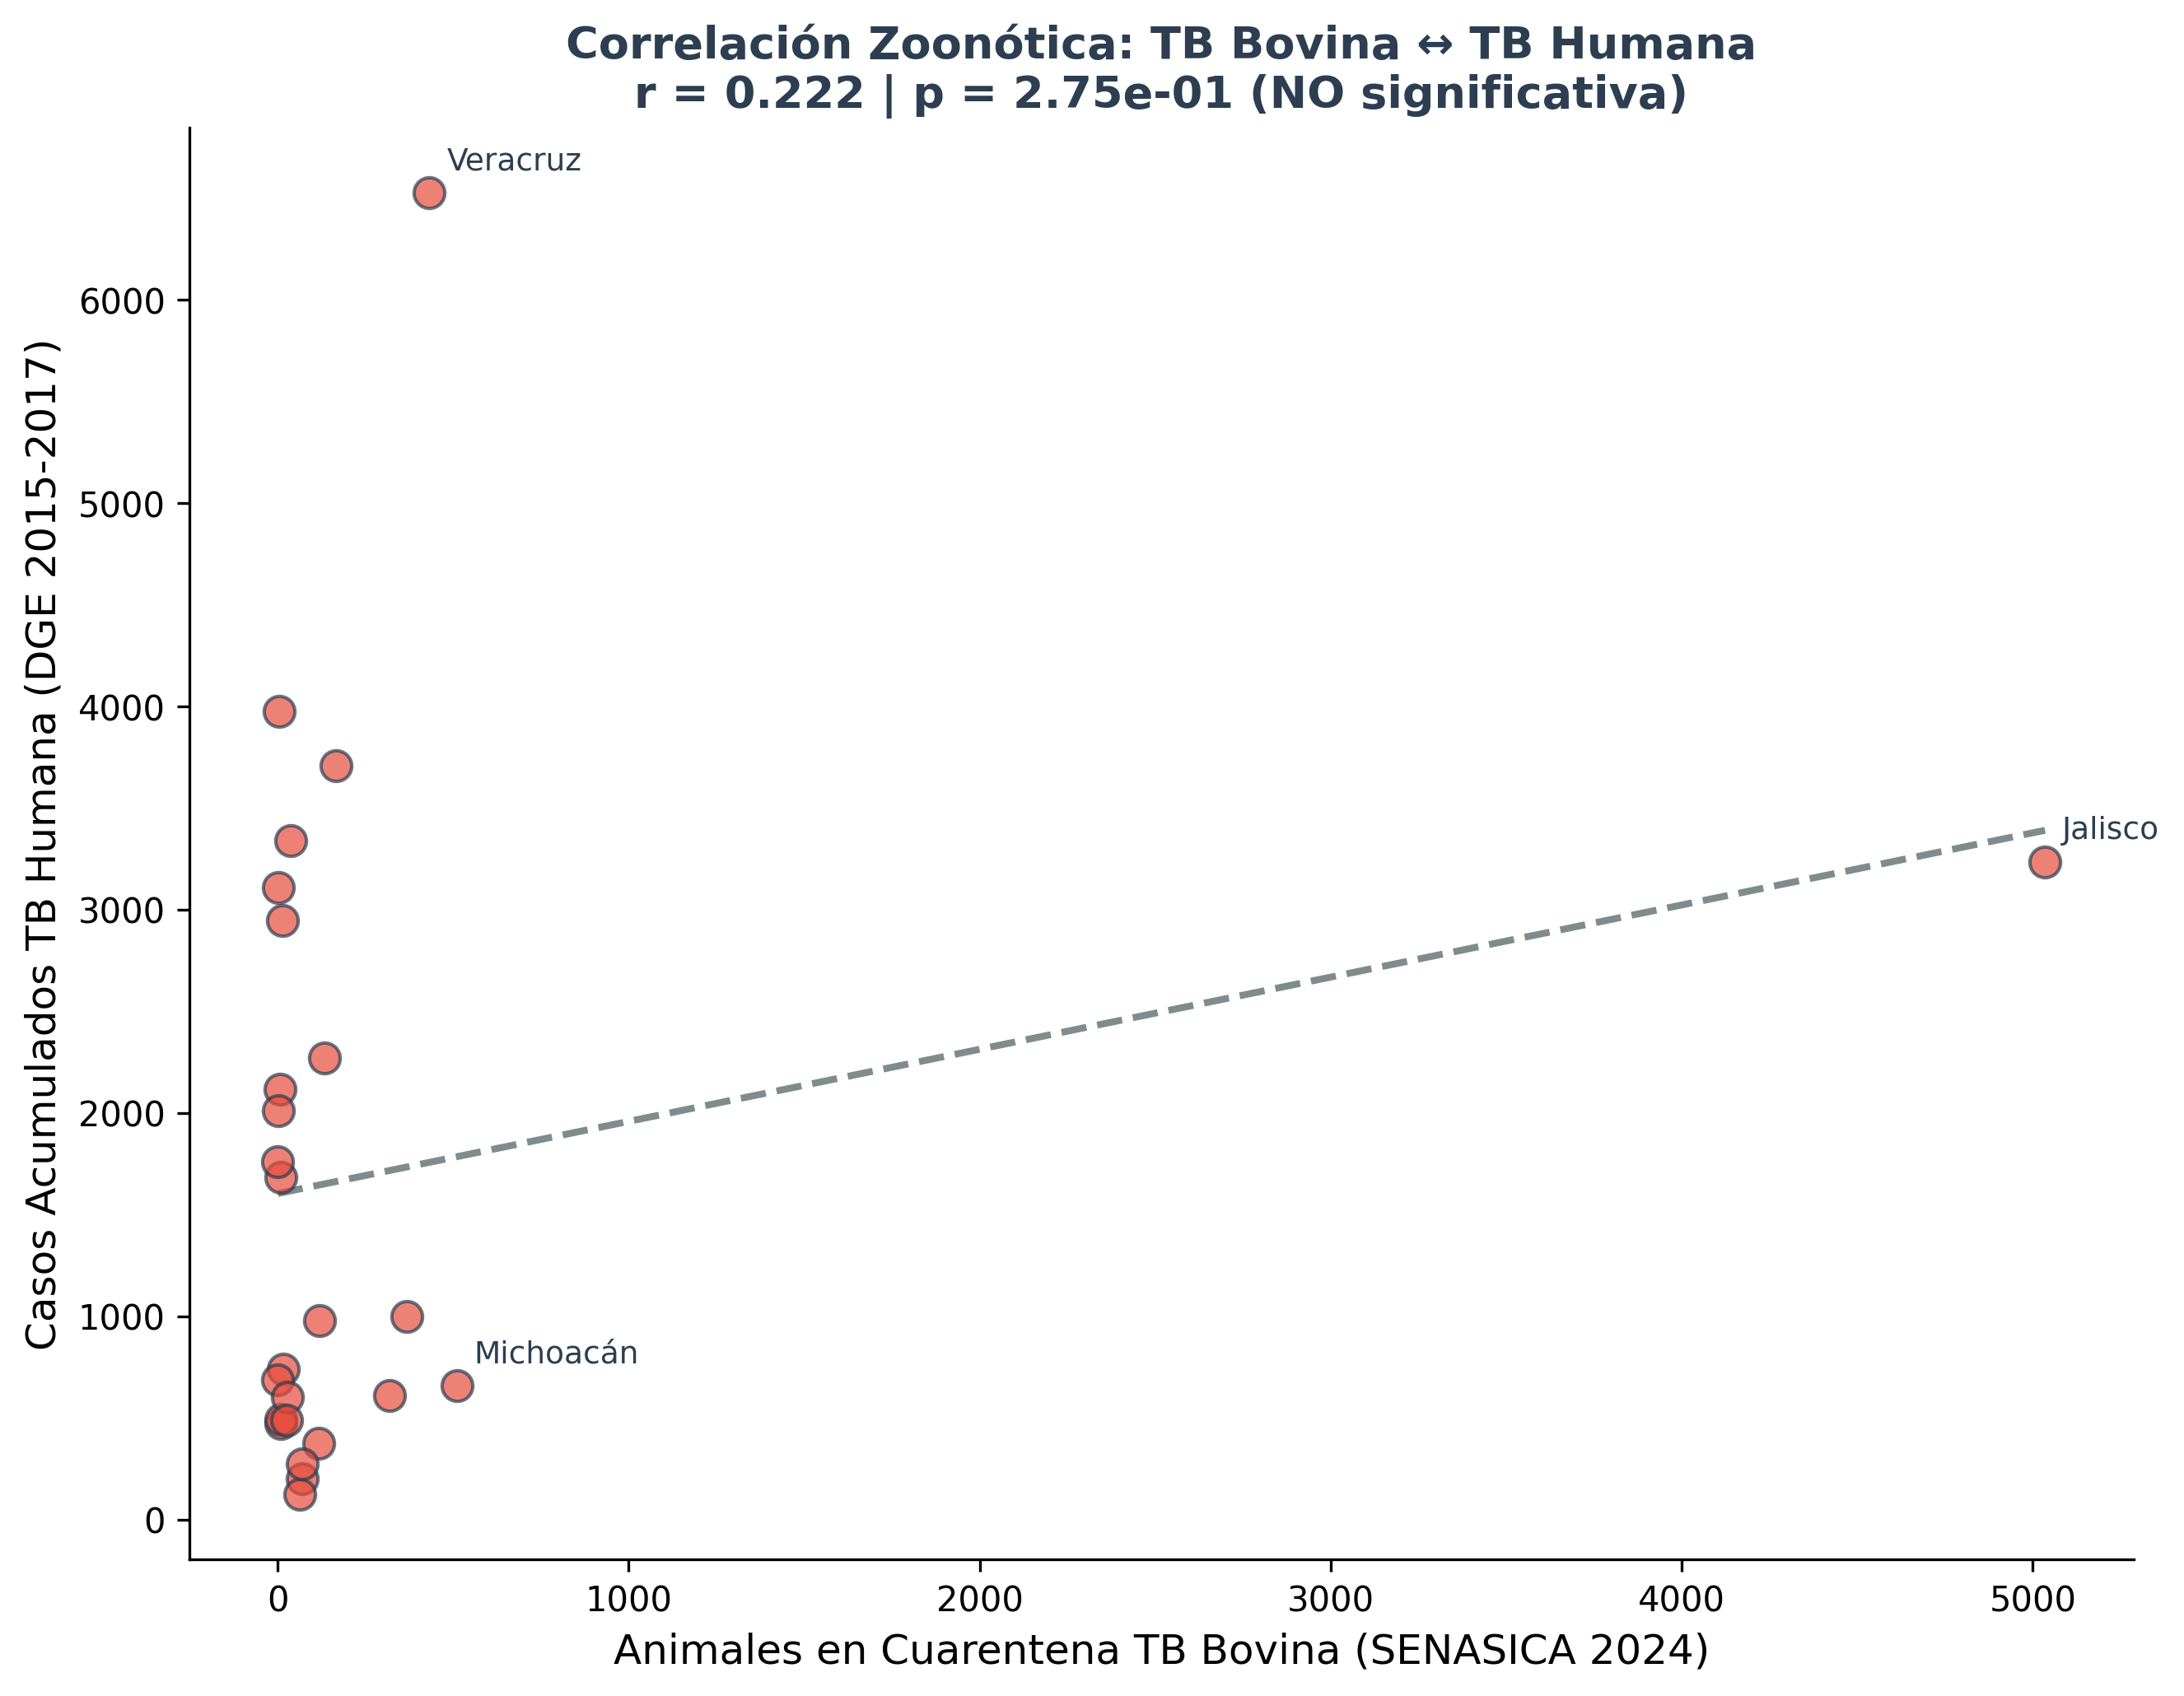 Correlación Zoonótica: TB Bovina ↔ TB Humana
r = 0.222 | p = 2.75e-01 (NO significativa)
Veracruz
6000
5000
4000
3000
2000
1000
0
Jalisco
Michoacán
Casos Acumulados TB Humana (DGE 2015-2017)
0 1000 2000 3000 4000 5000
Animales en Cuarentena TB Bovina (SENASICA 2024)